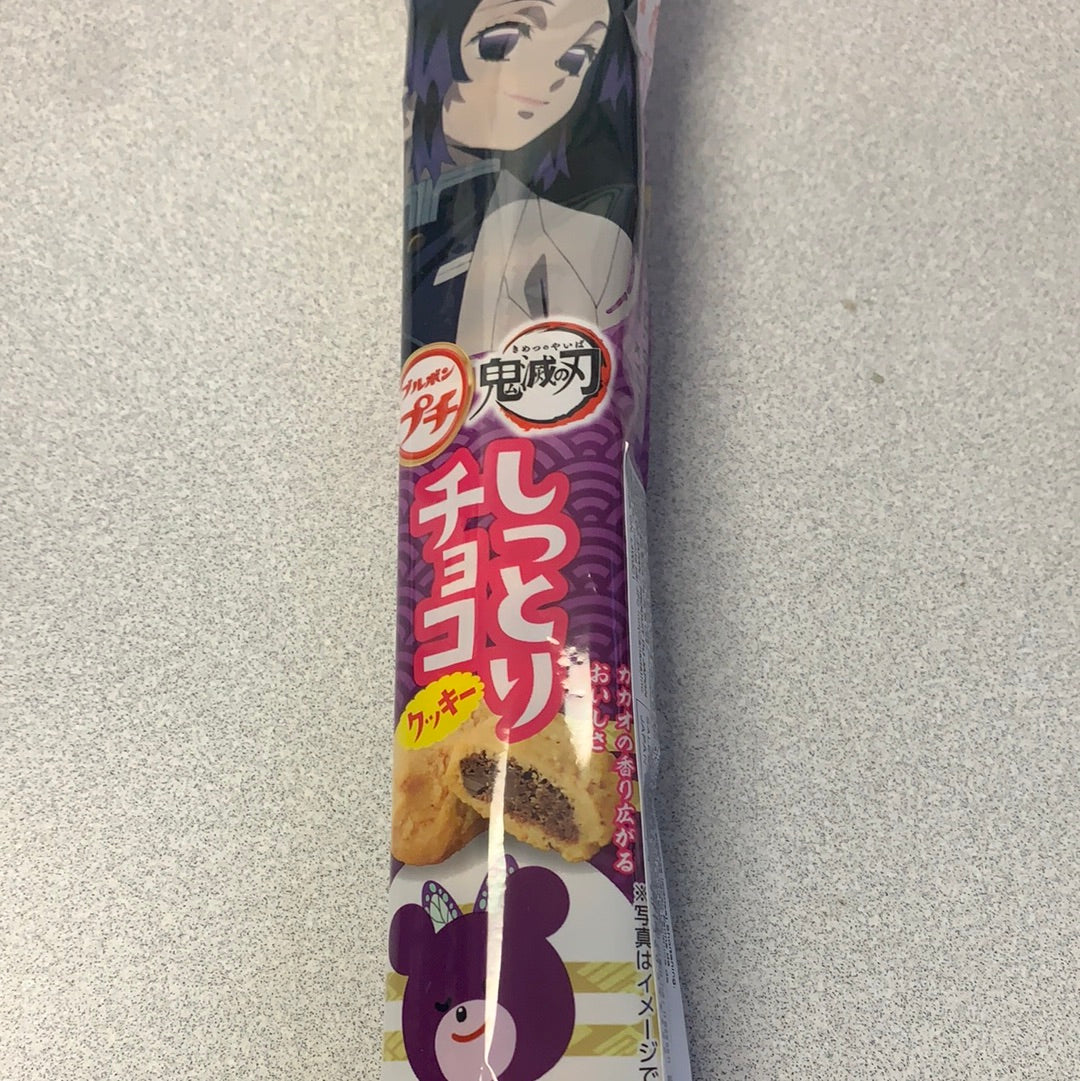 きめつのやいば
鬼滅の刃
ブルボン
プチ
しっとり
チョコ
クッキー
カカオの香り広がる
おいしさ
※写真はイメージで